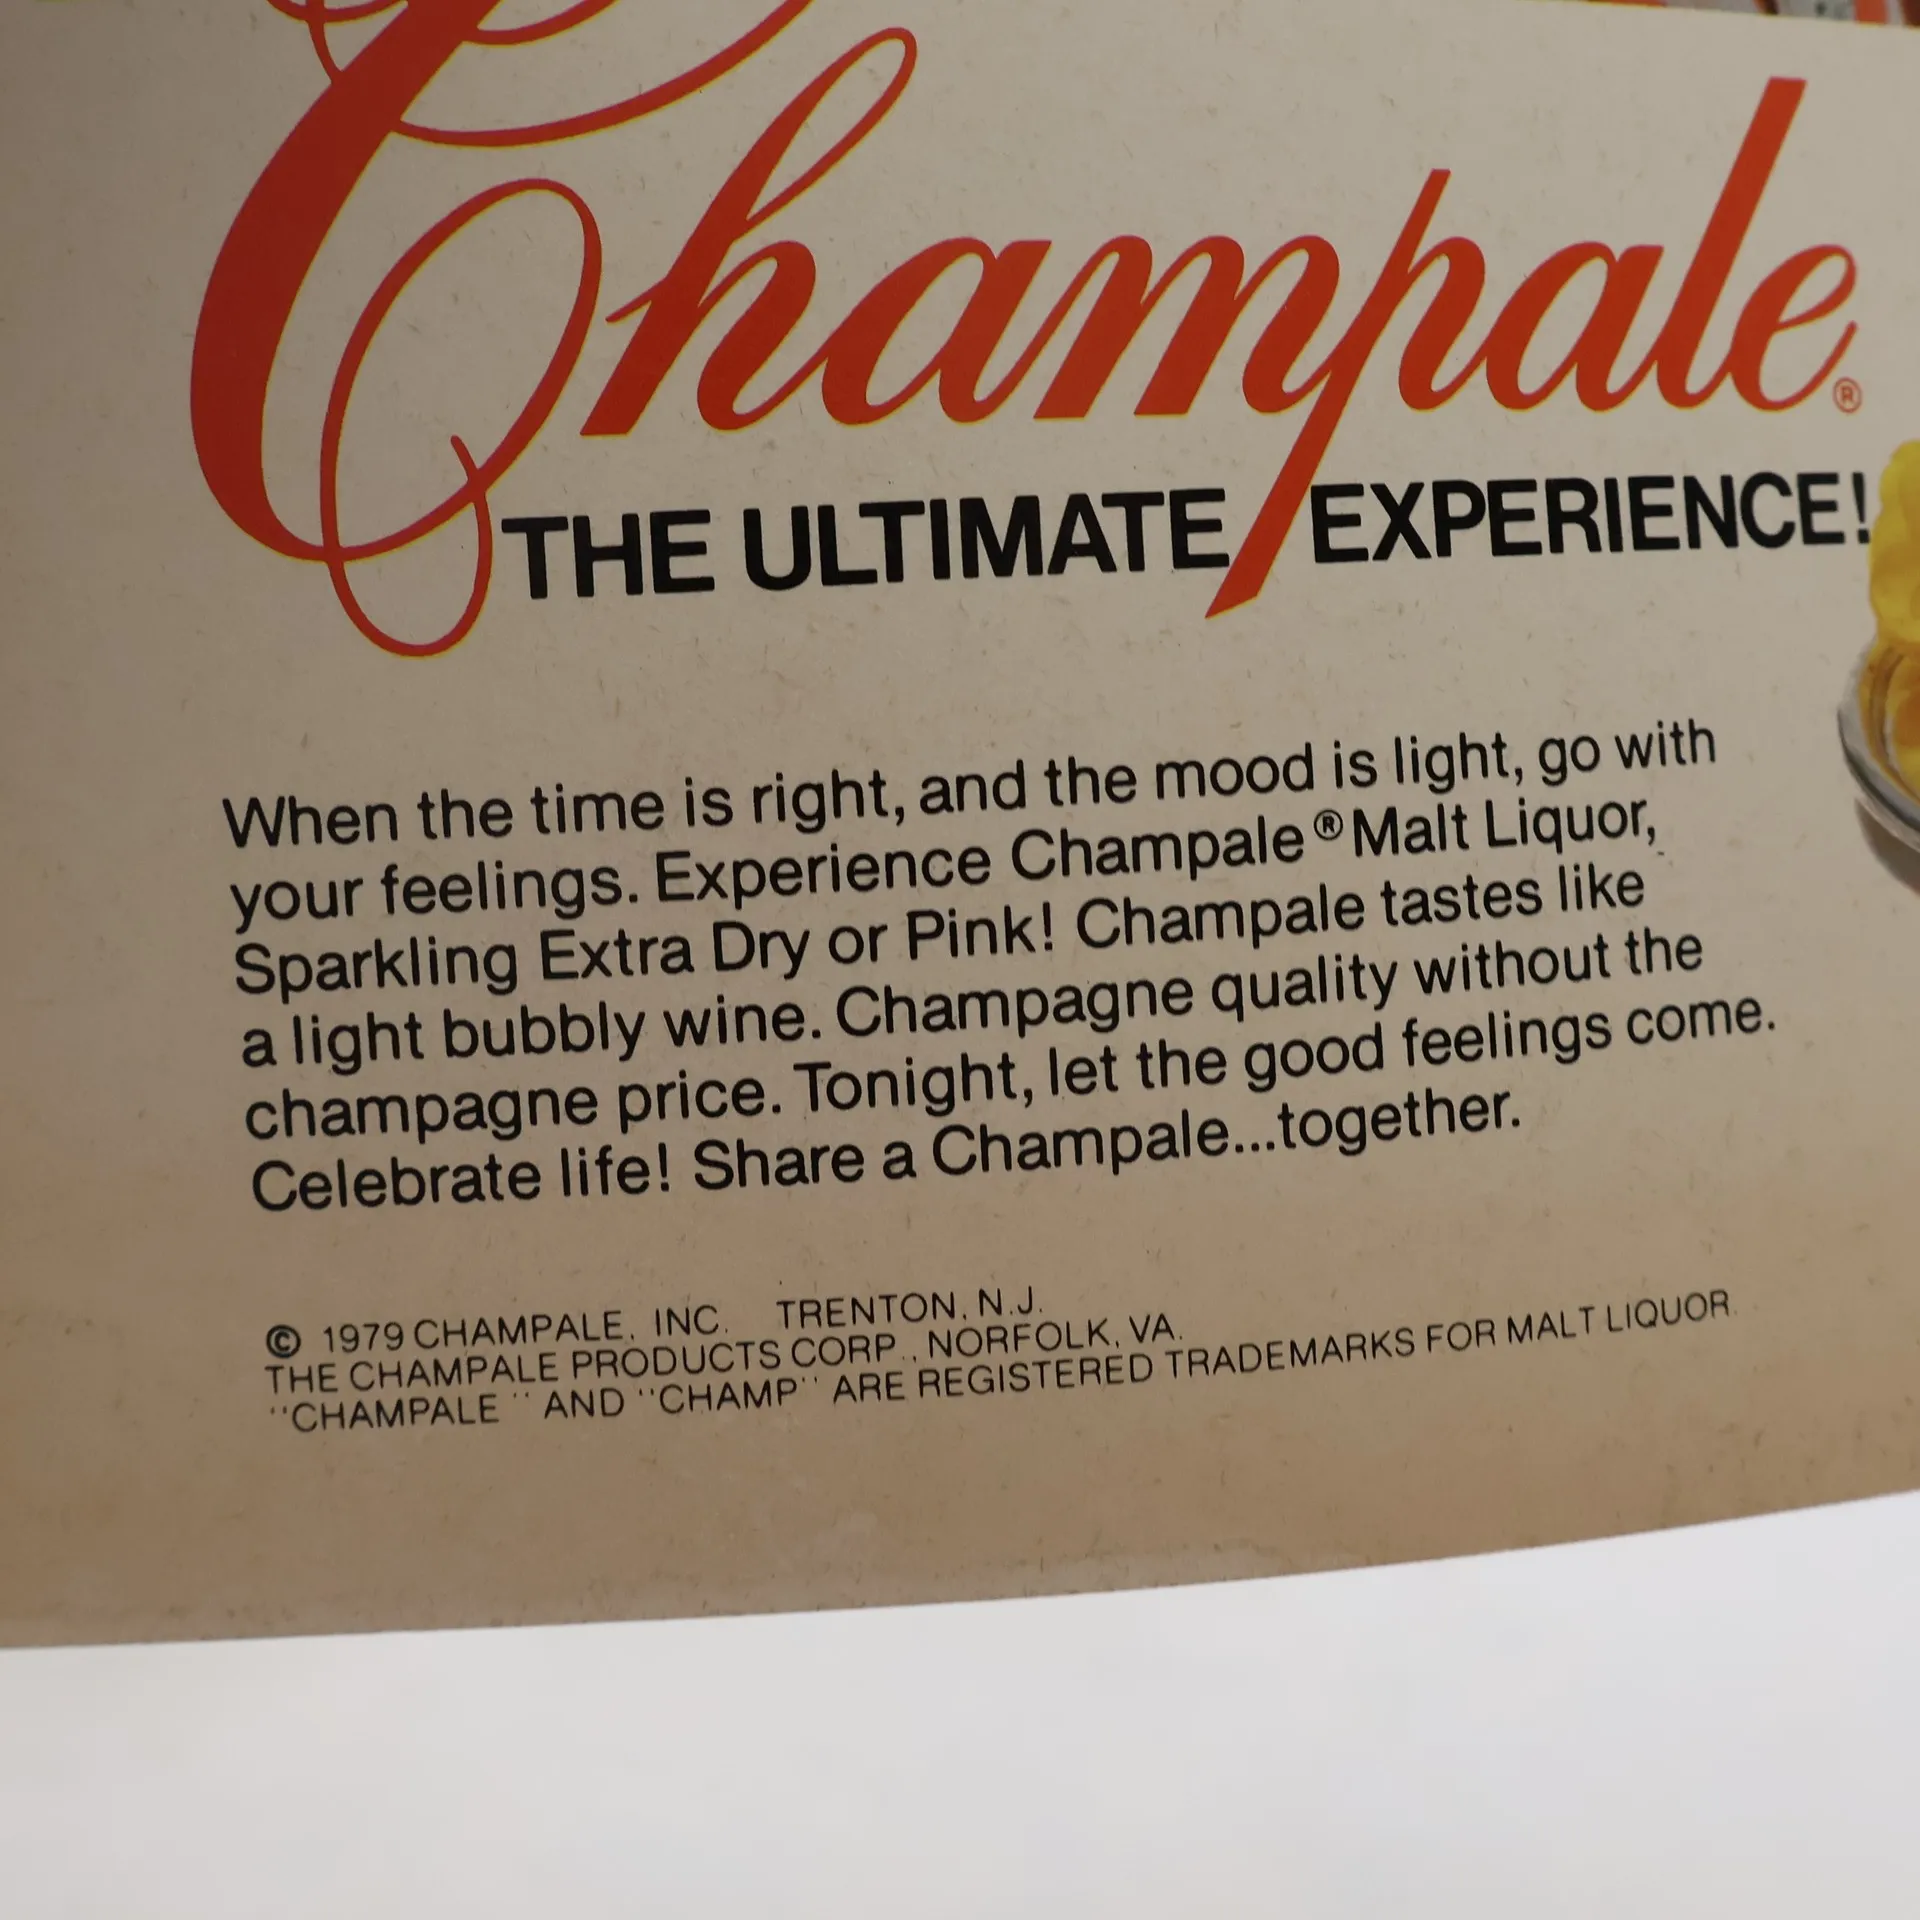 Champale®
THE ULTIMATE EXPERIENCE!
When the time is right, and the mood is light, go with
your feelings. Experience Champale® Malt Liquor,
Sparkling Extra Dry or Pink! Champale tastes like
a light bubbly wine. Champagne quality without the
champagne price. Tonight, let the good feelings come.
Celebrate life! Share a Champale...together.
© 1979 CHAMPALE, INC. TRENTON, N.J.
THE CHAMPALE PRODUCTS CORP., NORFOLK, VA.
"CHAMPALE" AND "CHAMP" ARE REGISTERED TRADEMARKS FOR MALT LIQUOR.